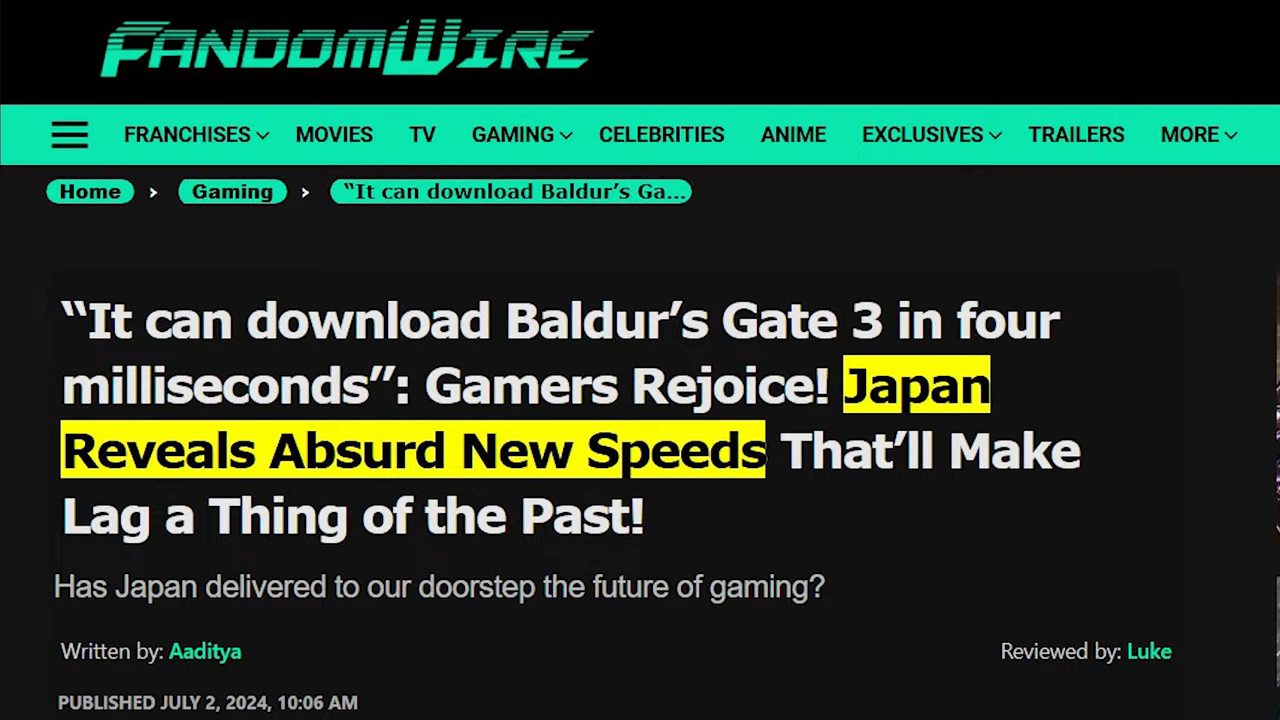 FANDOMWIRE
FRANCHISES MOVIES TV GAMING CELEBRITIES ANIME EXCLUSIVES TRAILERS MORE
Home › Gaming › “It can download Baldur’s Ga...
“It can download Baldur’s Gate 3 in four
milliseconds”: Gamers Rejoice! Japan
Reveals Absurd New Speeds That’ll Make
Lag a Thing of the Past!
Has Japan delivered to our doorstep the future of gaming?
Written by: Aaditya Reviewed by: Luke
PUBLISHED JULY 2, 2024, 10:06 AM